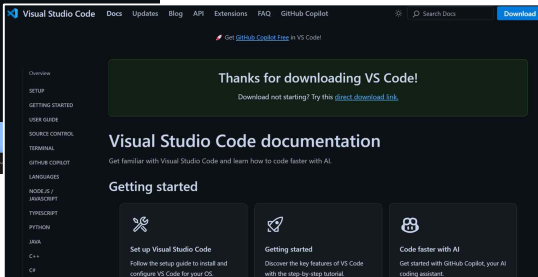 Visual Studio Code Docs Updates Blog API Extensions FAQ GitHub Copilot Search Docs Download
🚀 Get GitHub Copilot Free in VS Code!
Thanks for downloading VS Code!
Download not starting? Try this direct download link.
Overview
SETUP
GETTING STARTED
USER GUIDE
SOURCE CONTROL
TERMINAL
GITHUB COPILOT
LANGUAGES
NODE.JS /
JAVASCRIPT
TYPESCRIPT
PYTHON
JAVA
C++
C#
Visual Studio Code documentation
Get familiar with Visual Studio Code and learn how to code faster with AI.
Getting started
Set up Visual Studio Code
Follow the setup guide to install and
configure VS Code for your OS.
Getting started
Discover the key features of VS Code
with the step-by-step tutorial.
Code faster with AI
Get started with GitHub Copilot, your AI
coding assistant.